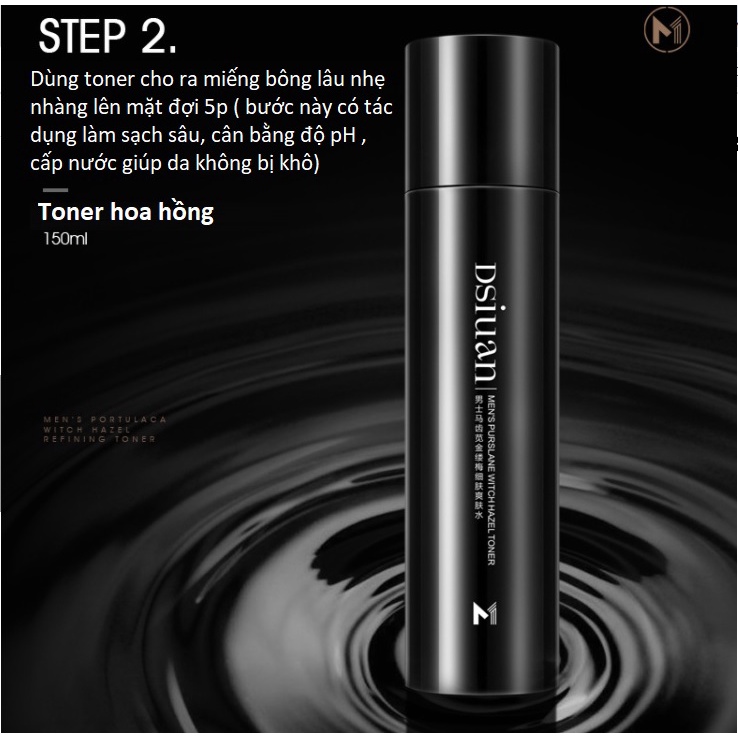 STEP 2.
Dùng toner cho ra miếng bông lâu nhẹ
nhàng lên mặt đợi 5p ( bước này có tác
dụng làm sạch sâu, cân bằng độ pH ,
cấp nước giúp da không bị khô)
Toner hoa hồng
150ml
MEN'S PORTULACA
WITCH HAZEL
REFINING TONER
Dsiuan
MEN'S PURSLANE WITCH HAZEL TONER
男士马齿苋金缕梅细肤爽肤水